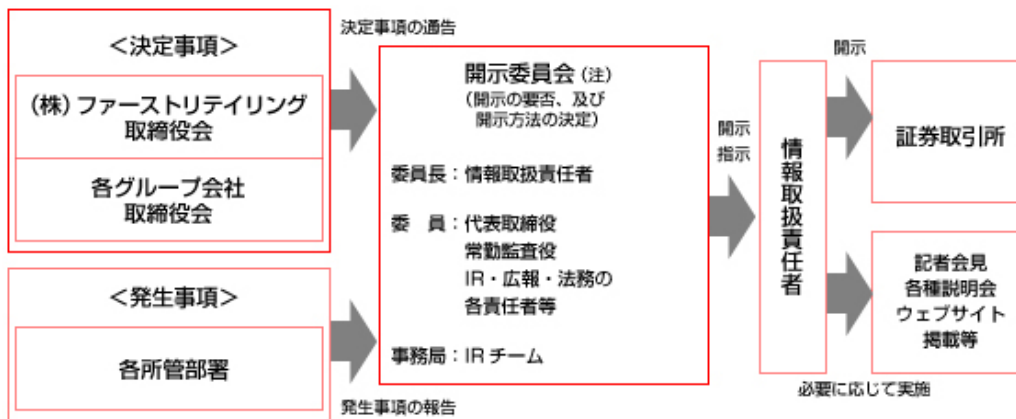 <決定事項>
(株)ファーストリテイリング
取締役会
各グループ会社
取締役会
<発生事項>
各所管部署
決定事項の通告
発生事項の報告
開示委員会(注)
(開示の要否、及び
開示方法の決定)
委員長:情報取扱責任者
委 員:代表取締役
常勤監査役
IR・広報・法務の
各責任者等
事務局:IRチーム
開示
指示
情報取扱責任者
開示
証券取引所
記者会見
各種説明会
ウェブサイト
掲載等
必要に応じて実施